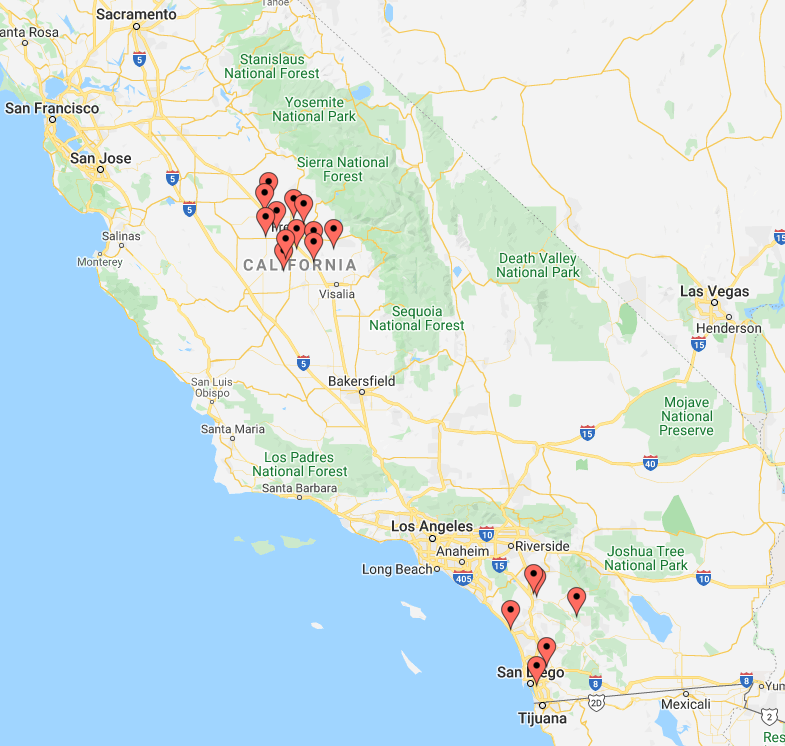 Tahoe
Sacramento
anta Rosa
5
Stanislaus
National Forest
Yosemite
National Park
San Francisco
San Jose
Sierra National
Forest
5
5
Salinas
Monterey
Fre
CALIFORNIA
Visalia
Death Valley
National Park
15
Las Vegas
Henderson
15
Sequoia
National Forest
5
San Luis
Obispo
Bakersfield
Mojave
National
Preserve
Santa Maria
15
40
Los Padres
National Forest
Santa Barbara
Los Angeles
10
Anaheim
Riverside
15
Long Beach
405
Joshua Tree
National Park
10
San Diego
8
8
Yum
2D
Mexicali
Tijuana
2
Res